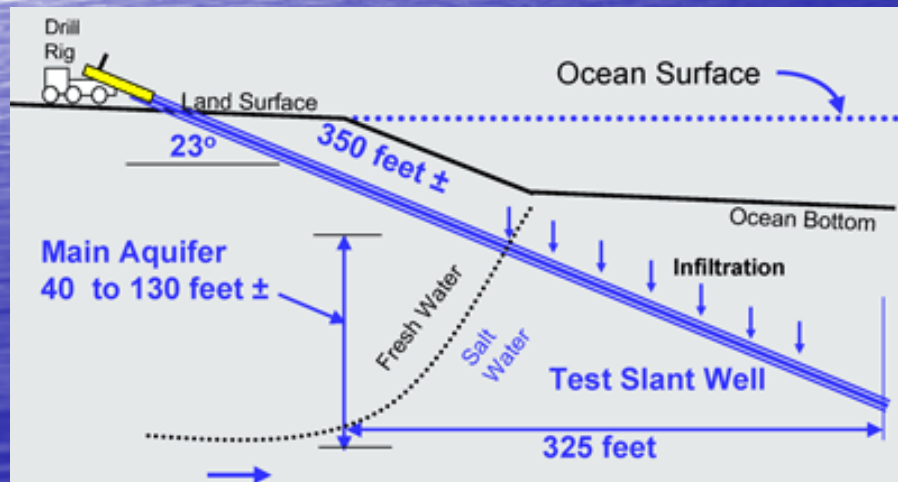 Drill
Rig
Ocean Surface
Land Surface
23°
350 feet ±
Ocean Bottom
Main Aquifer
40 to 130 feet ±
Infiltration
Fresh Water
Salt
Water
Test Slant Well
325 feet